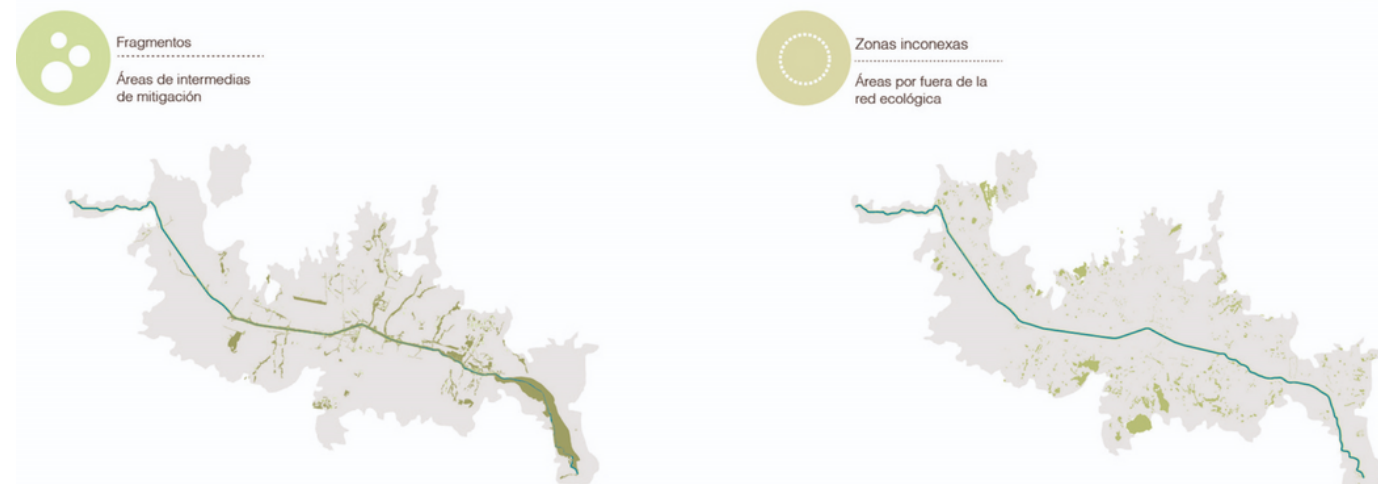 Fragmentos
Áreas de intermedias
de mitigación
Zonas inconexas
Áreas por fuera de la
red ecológica